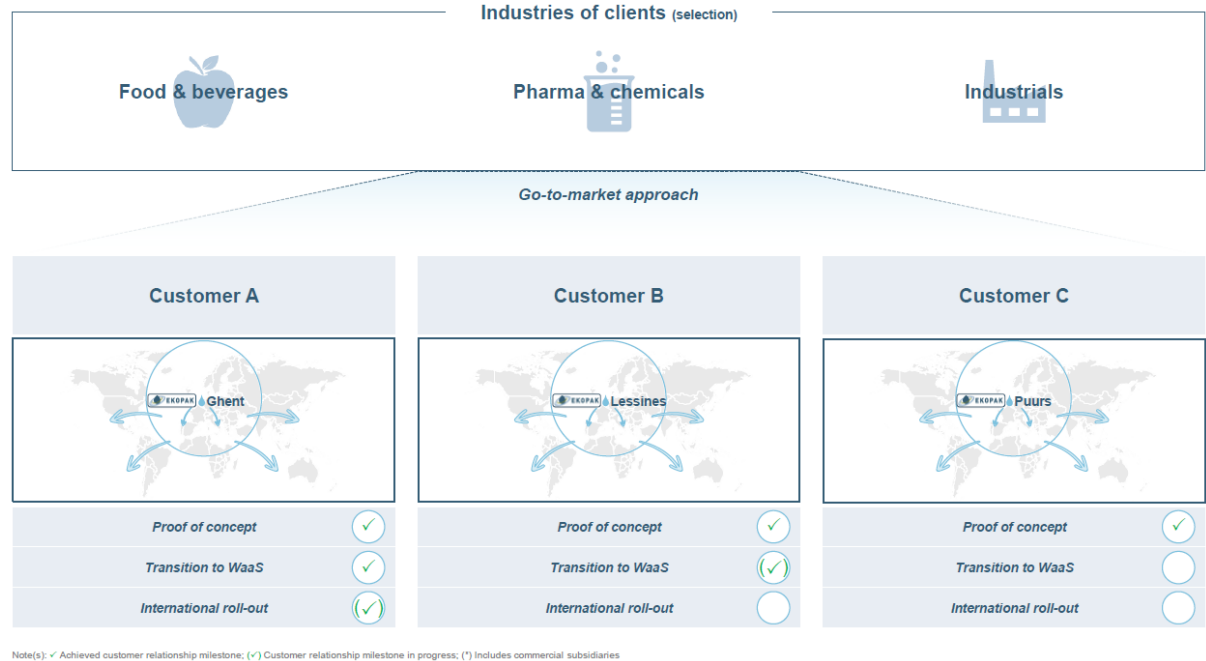 Industries of clients (selection)
Food & beverages
Pharma & chemicals
Industrials
Go-to-market approach
Customer A
Customer B
Customer C
EKOPAK Ghent
EKOPAK Lessines
EKOPAK Puurs
Proof of concept ✓
Proof of concept ✓
Proof of concept ✓
Transition to WaaS ✓
Transition to WaaS (✓)
Transition to WaaS
International roll-out (✓)
International roll-out
International roll-out
Note(s): ✓ Achieved customer relationship milestone; (✓) Customer relationship milestone in progress; (*) Includes commercial subsidiaries